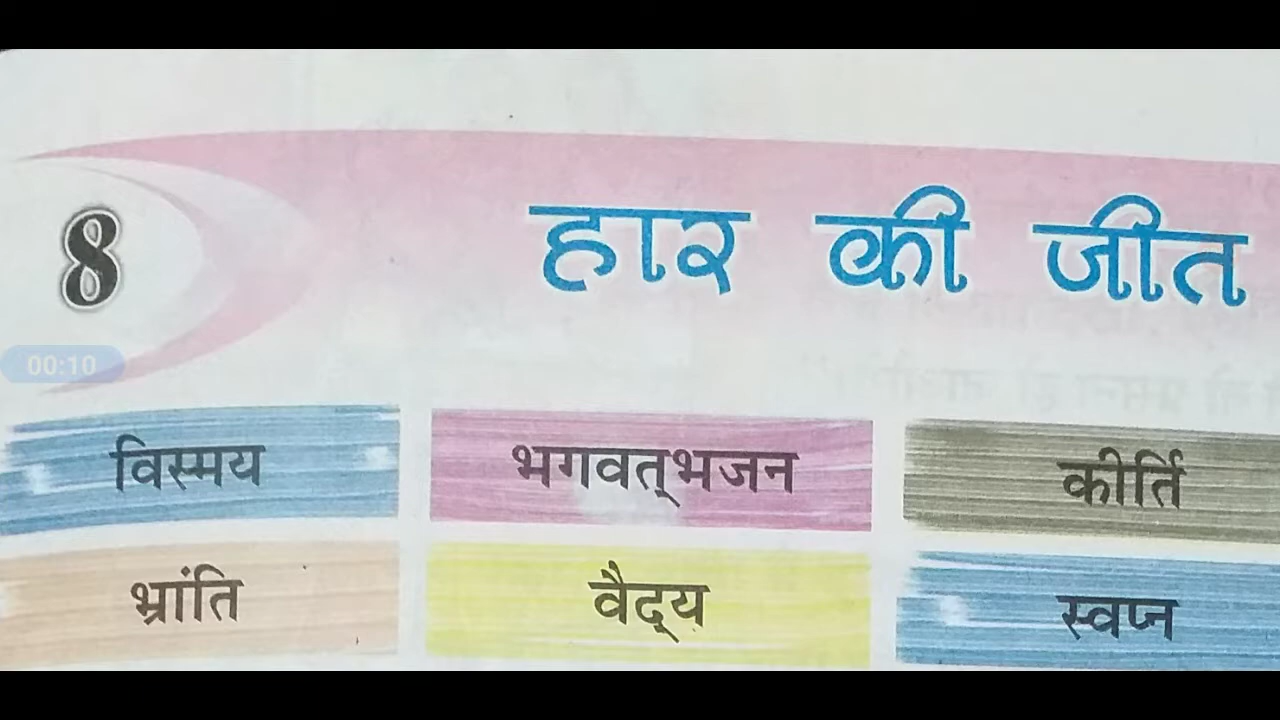 हार की जीत
8
00:10
विस्मय भगवत्भजन कीर्ति
भ्रांति वैद्य स्वप्न